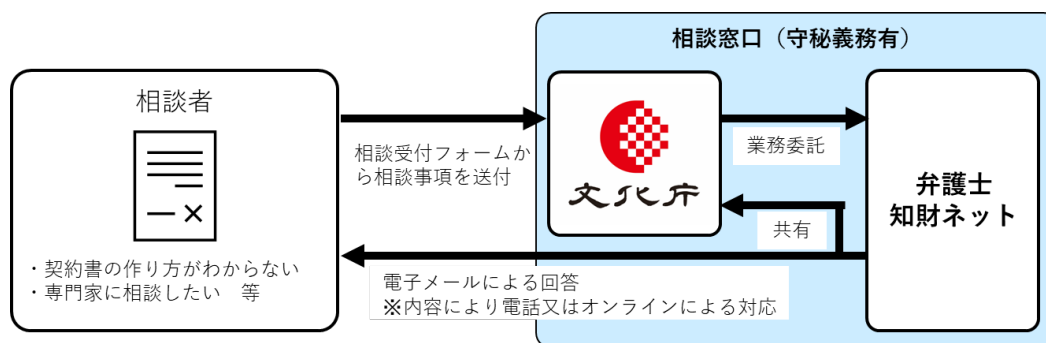 相談窓口（守秘義務有）
相談者
・契約書の作り方がわからない
・専門家に相談したい　等
相談受付フォームか
ら相談事項を送付
文化庁
業務委託
弁護士
知財ネット
共有
電子メールによる回答
※内容により電話又はオンラインによる対応